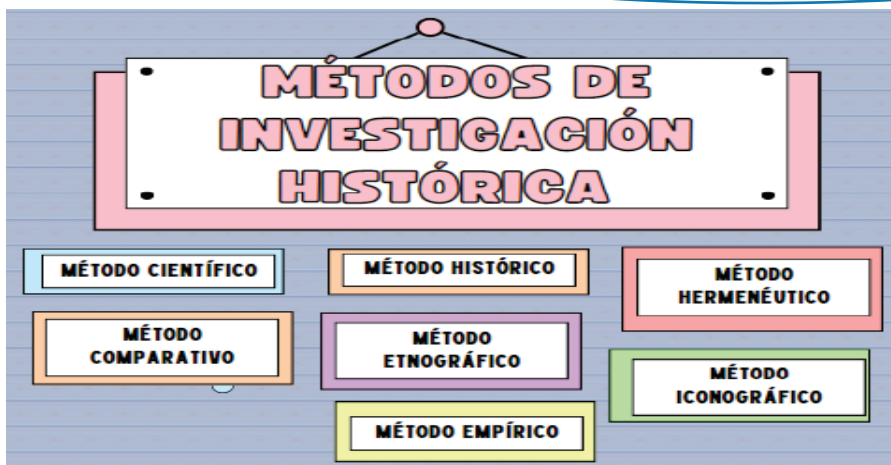 MÉTODOS DE
INVESTIGACIÓN
HISTÓRICA
MÉTODO CIENTÍFICO
MÉTODO HISTÓRICO
MÉTODO
HERMENÉUTICO
MÉTODO
COMPARATIVO
MÉTODO
ETNOGRÁFICO
MÉTODO
ICONOGRÁFICO
MÉTODO EMPÍRICO